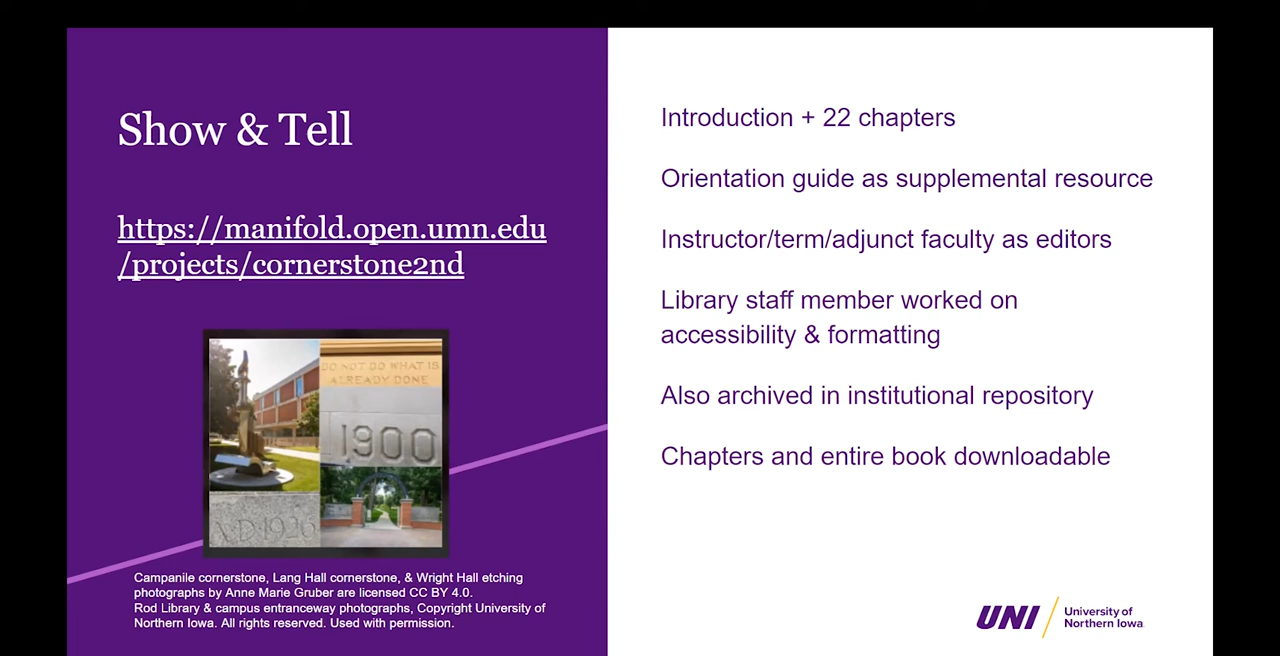 Show & Tell
https://manifold.open.umn.edu
/projects/cornerstone2nd
DO NOT DO WHAT IS
ALREADY DONE
1900
A·D·1926
Campanile cornerstone, Lang Hall cornerstone, & Wright Hall etching
photographs by Anne Marie Gruber are licensed CC BY 4.0.
Rod Library & campus entranceway photographs, Copyright University of
Northern Iowa. All rights reserved. Used with permission.
Introduction + 22 chapters
Orientation guide as supplemental resource
Instructor/term/adjunct faculty as editors
Library staff member worked on
accessibility & formatting
Also archived in institutional repository
Chapters and entire book downloadable
UNI
University of
Northern Iowa